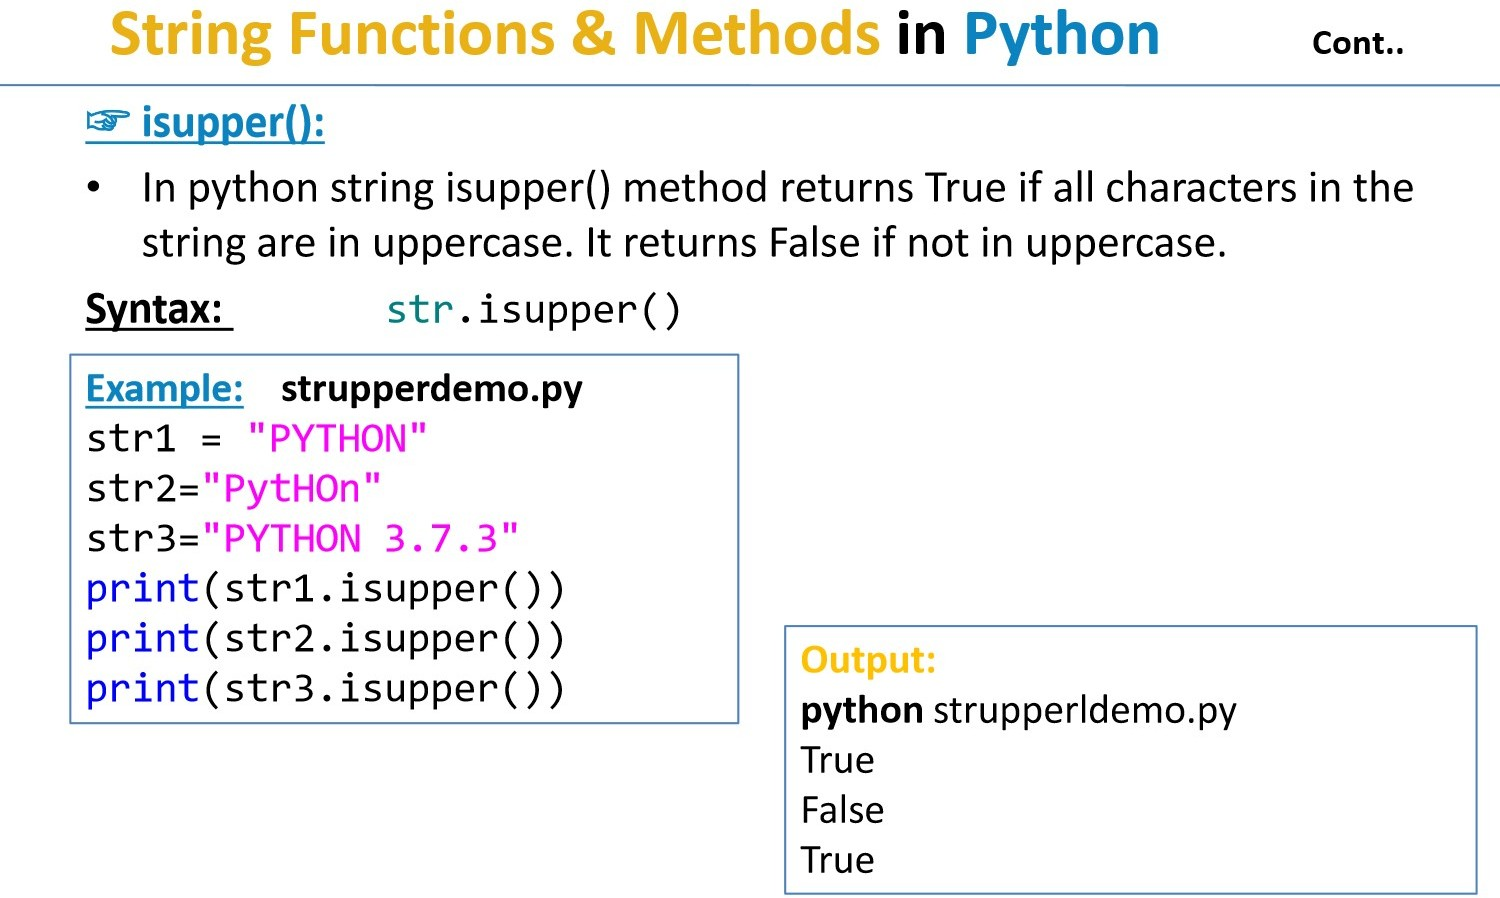 String Functions & Methods in Python Cont..
☞ isupper():
• In python string isupper() method returns True if all characters in the
string are in uppercase. It returns False if not in uppercase.
Syntax: str.isupper()
Example: strupperdemo.py
str1 = "PYTHON"
str2="PytHOn"
str3="PYTHON 3.7.3"
print(str1.isupper())
print(str2.isupper())
print(str3.isupper())
Output:
python strupperldemo.py
True
False
True